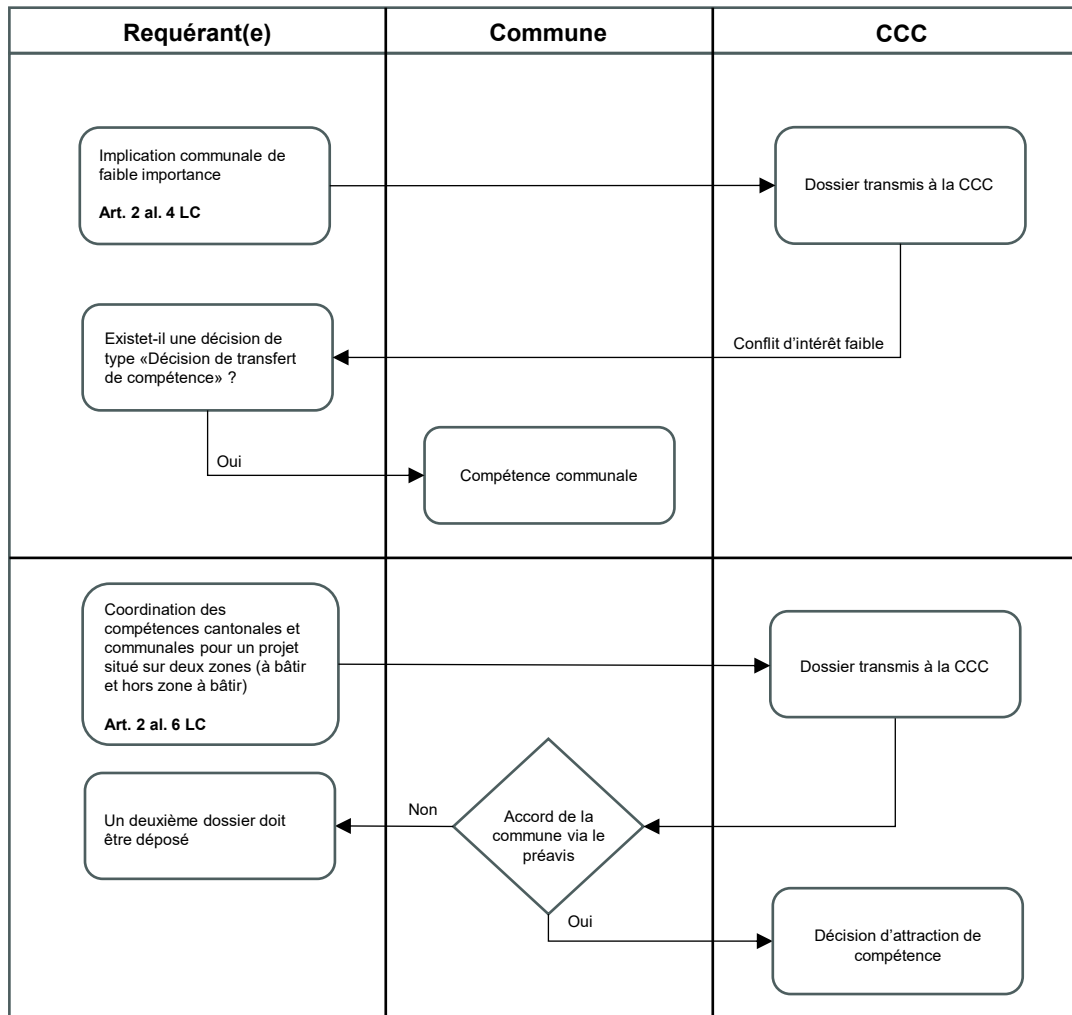 Requérant(e)
Commune
CCC
Implication communale de
faible importance
Art. 2 al. 4 LC
Dossier transmis à la CCC
Conflit d’intérêt faible
Existet-il une décision de
type «Décision de transfert
de compétence» ?
Oui
Compétence communale
Coordination des
compétences cantonales et
communales pour un projet
situé sur deux zones (à bâtir
et hors zone à bâtir)
Art. 2 al. 6 LC
Dossier transmis à la CCC
Accord de la
commune via le
préavis
Non
Un deuxième dossier doit
être déposé
Oui
Décision d’attraction de
compétence